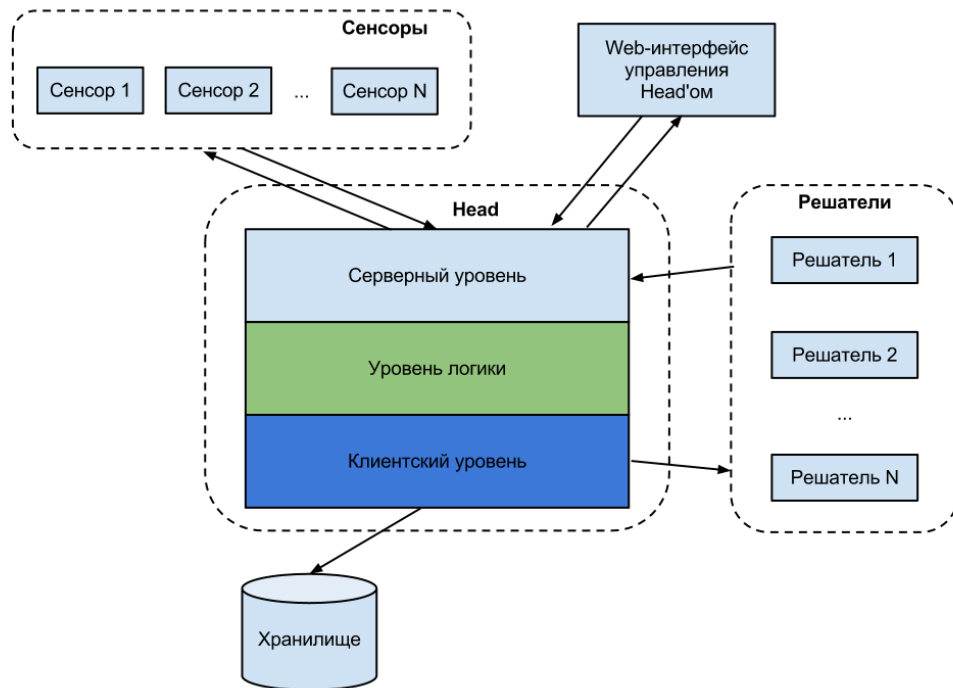 Сенсоры
Сенсор 1
Сенсор 2
...
Сенсор N
Web-интерфейс
управления
Head'ом
Head
Серверный уровень
Уровень логики
Клиентский уровень
Решатели
Решатель 1
Решатель 2
...
Решатель N
Хранилище